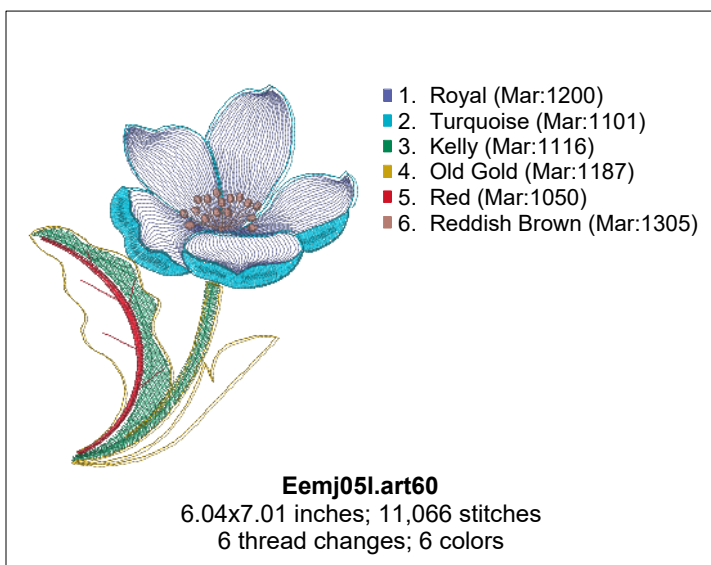 1. Royal (Mar:1200)
2. Turquoise (Mar:1101)
3. Kelly (Mar:1116)
4. Old Gold (Mar:1187)
5. Red (Mar:1050)
6. Reddish Brown (Mar:1305)
Eemj05l.art60
6.04x7.01 inches; 11,066 stitches
6 thread changes; 6 colors